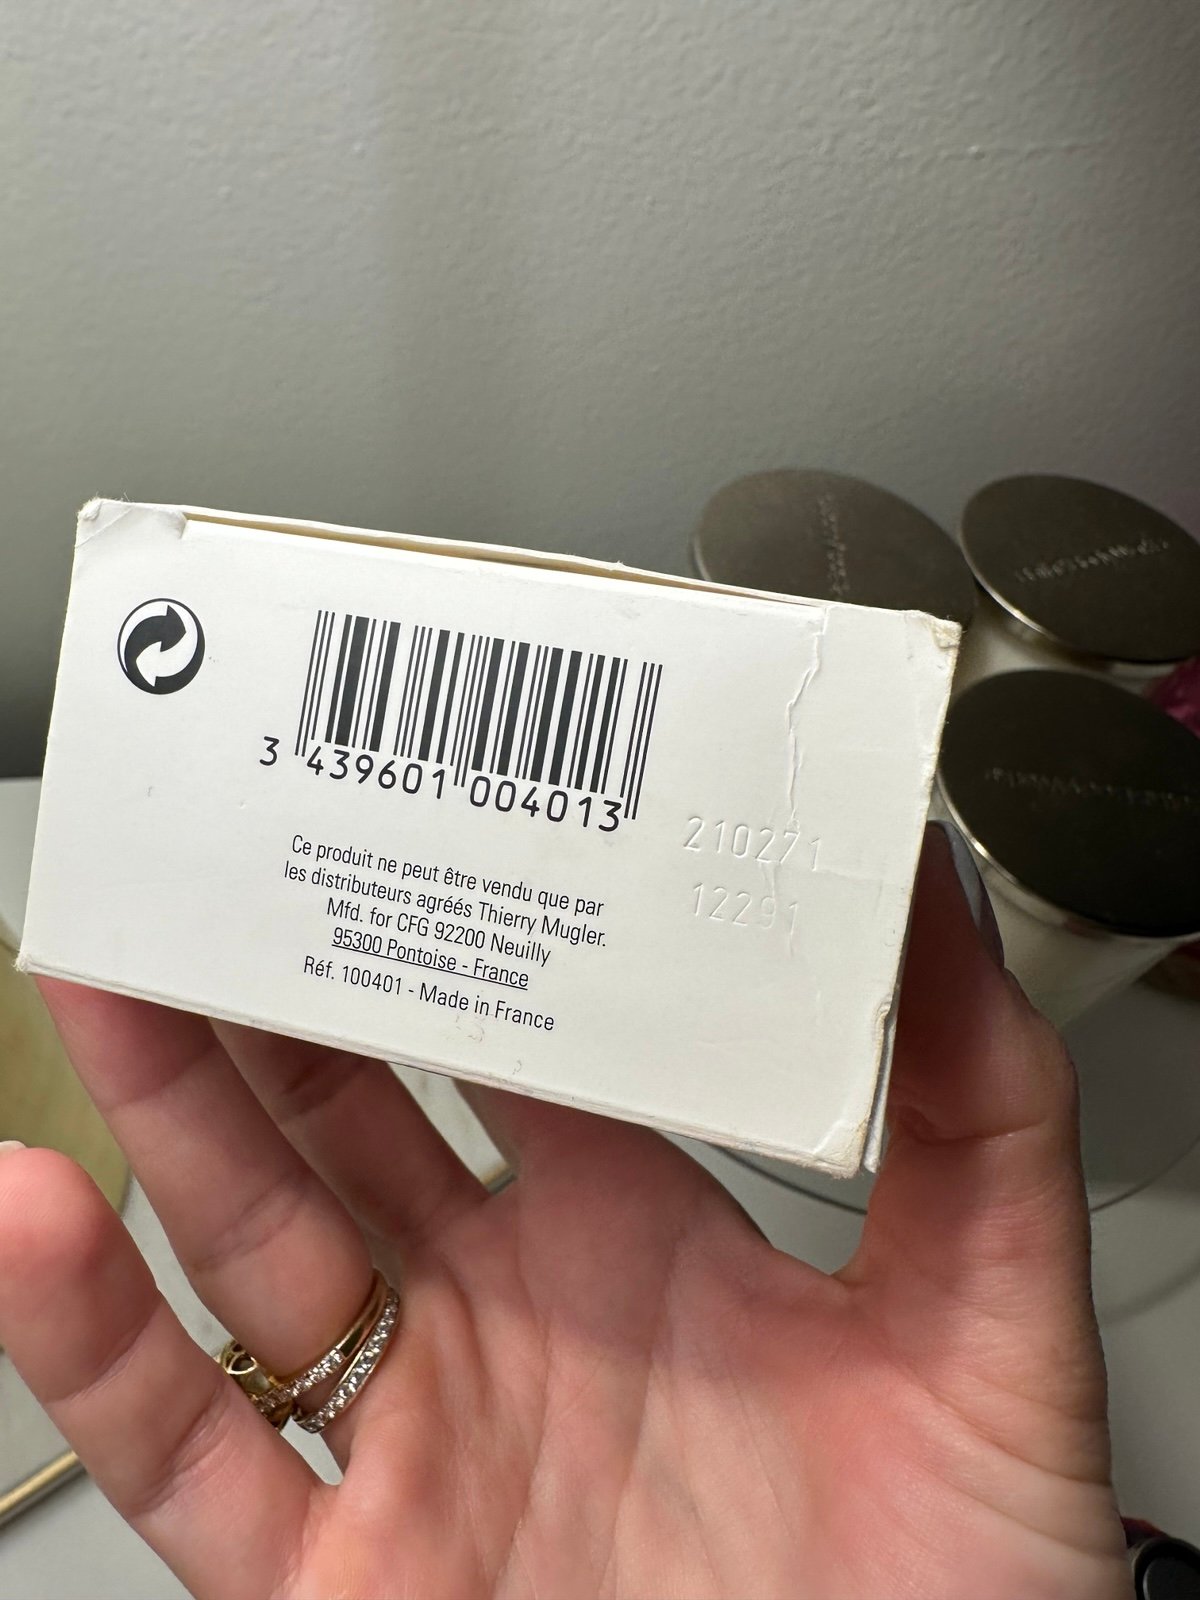 3 439601 004013
210271
12291
Ce produit ne peut être vendu que par
les distributeurs agréés Thierry Mugler.
Mfd. for CFG 92200 Neuilly
95300 Pontoise - France
Réf. 100401 - Made in France